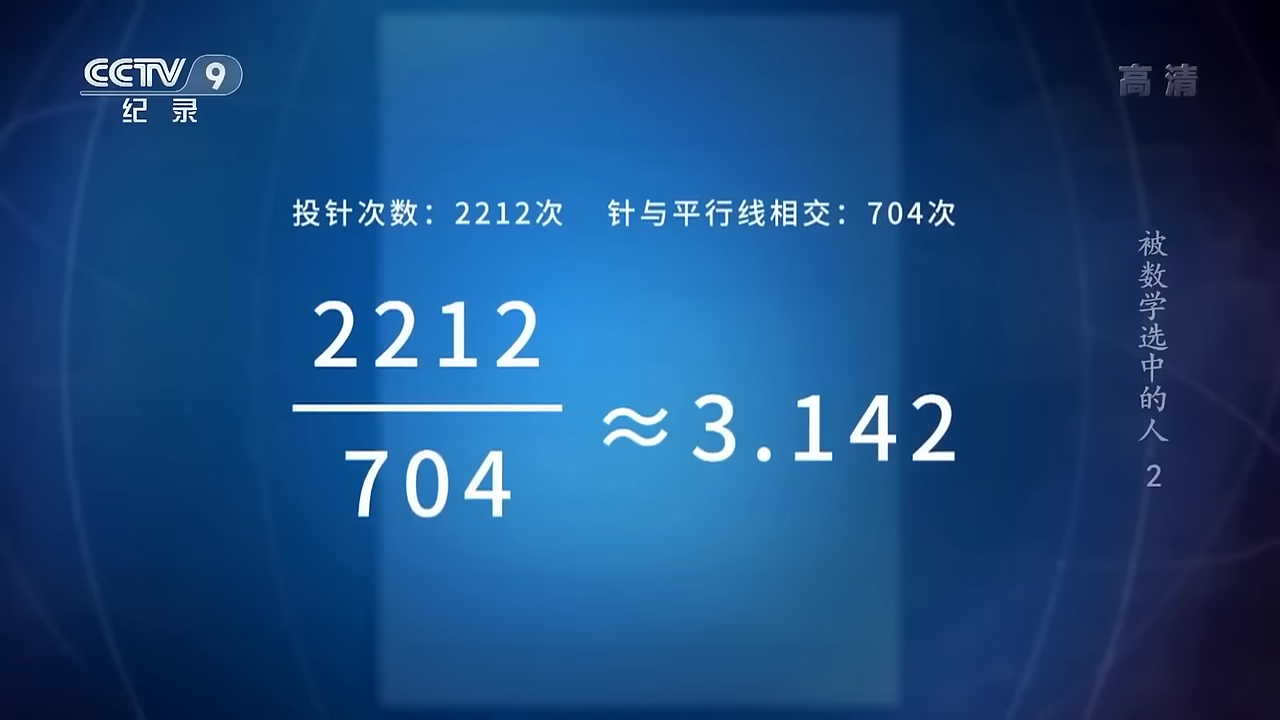 CCTV 9
纪录
高清
投针次数：2212次 针与平行线相交：704次
2212
704
≈3.142
被数学选中的人 2